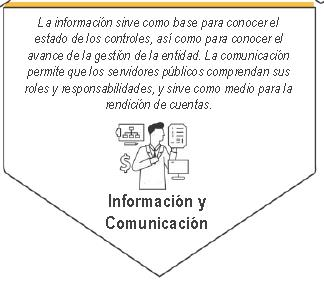 La información sirve como base para conocer el
estado de los controles, así como para conocer el
avance de la gestión de la entidad. La comunicación
permite que los servidores públicos comprendan sus
roles y responsabilidades, y sirve como medio para la
rendición de cuentas.
$
Información y
Comunicación